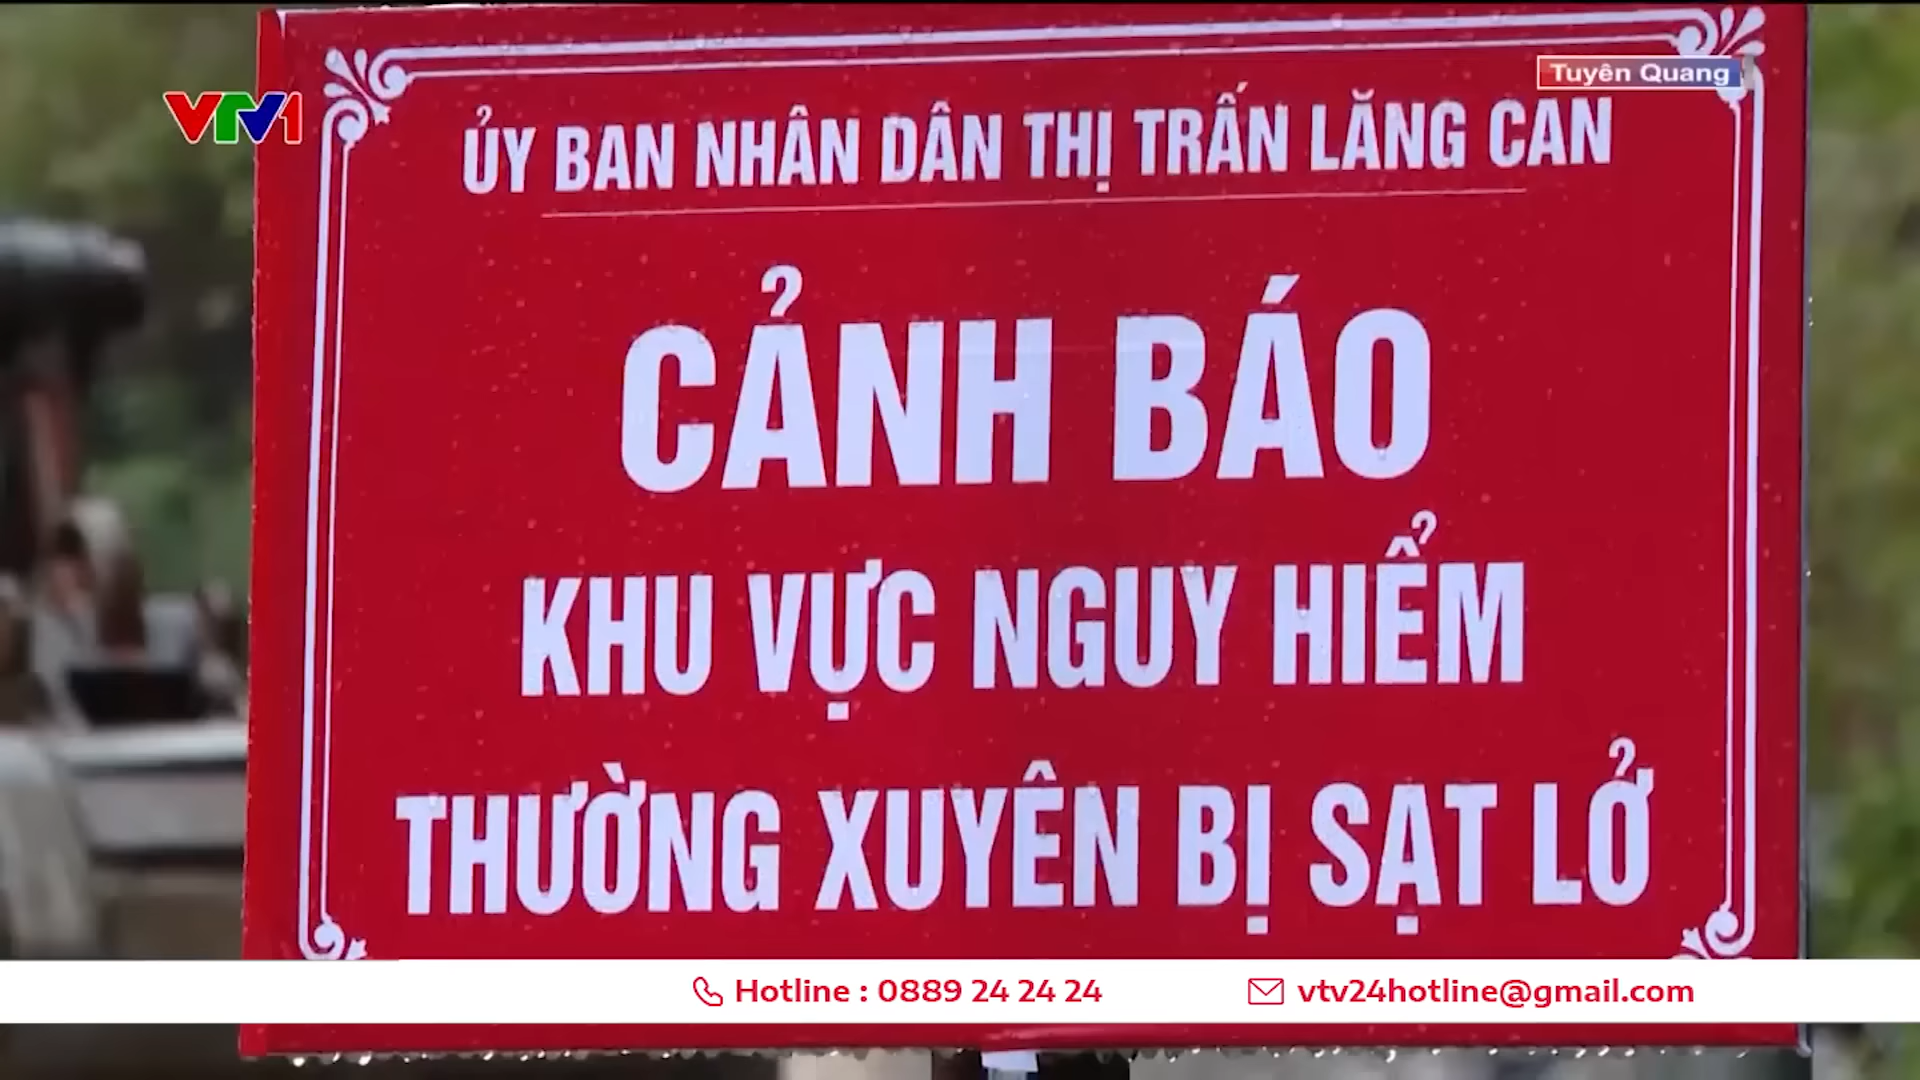 VTV1
Tuyên Quang
ỦY BAN NHÂN DÂN THỊ TRẤN LĂNG CAN
CẢNH BÁO
KHU VỰC NGUY HIỂM
THƯỜNG XUYÊN BỊ SẠT LỞ
Hotline : 0889 24 24 24
vtv24hotline@gmail.com